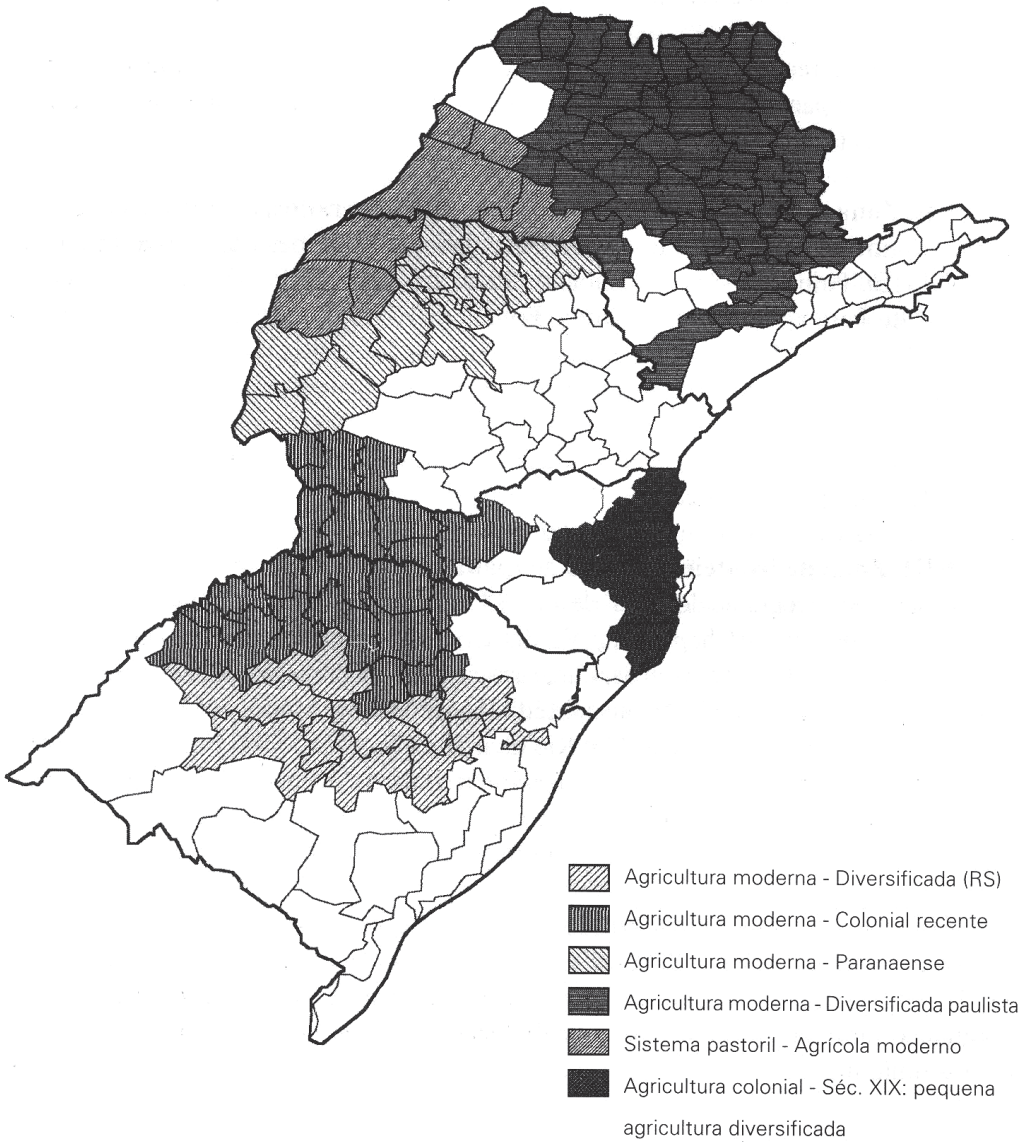 Agricultura moderna - Diversificada (RS)
Agricultura moderna - Colonial recente
Agricultura moderna - Paranaense
Agricultura moderna - Diversificada paulista
Sistema pastoril - Agrícola moderno
Agricultura colonial - Séc. XIX: pequena
agricultura diversificada